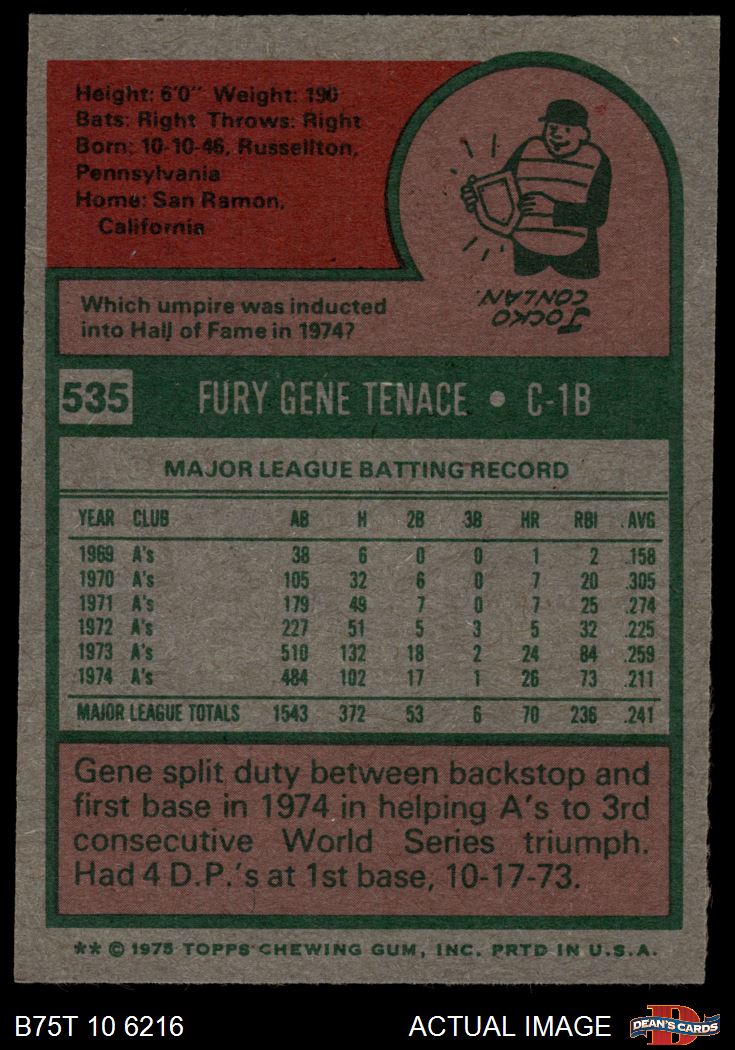 Height: 6'0" Weight: 190
Bats: Right Throws: Right
Born: 10-10-46, Russellton,
Pennsylvania
Home: San Ramon,
California
Which umpire was inducted
into Hall of Fame in 1974?
JOCKO
CONLAN.
535 FURY GENE TENACE • C-1B
MAJOR LEAGUE BATTING RECORD
YEAR CLUB AB H 2B 3B HR RBI AVG
1969 A's 38 6 0 0 1 2 .158
1970 A's 105 32 6 0 7 20 .305
1971 A's 179 49 7 0 7 25 .274
1972 A's 227 51 5 3 5 32 .225
1973 A's 510 132 18 2 24 84 .259
1974 A's 484 102 17 1 26 73 .211
MAJOR LEAGUE TOTALS 1543 372 53 6 70 236 .241
Gene split duty between backstop and
first base in 1974 in helping A's to 3rd
consecutive World Series triumph.
Had 4 D.P.'s at 1st base, 10-17-73.
** © 1975 TOPPS CHEWING GUM, INC. PRTD IN U.S.A.
B75T 10 6216 ACTUAL IMAGE D DEAN'S CARDS